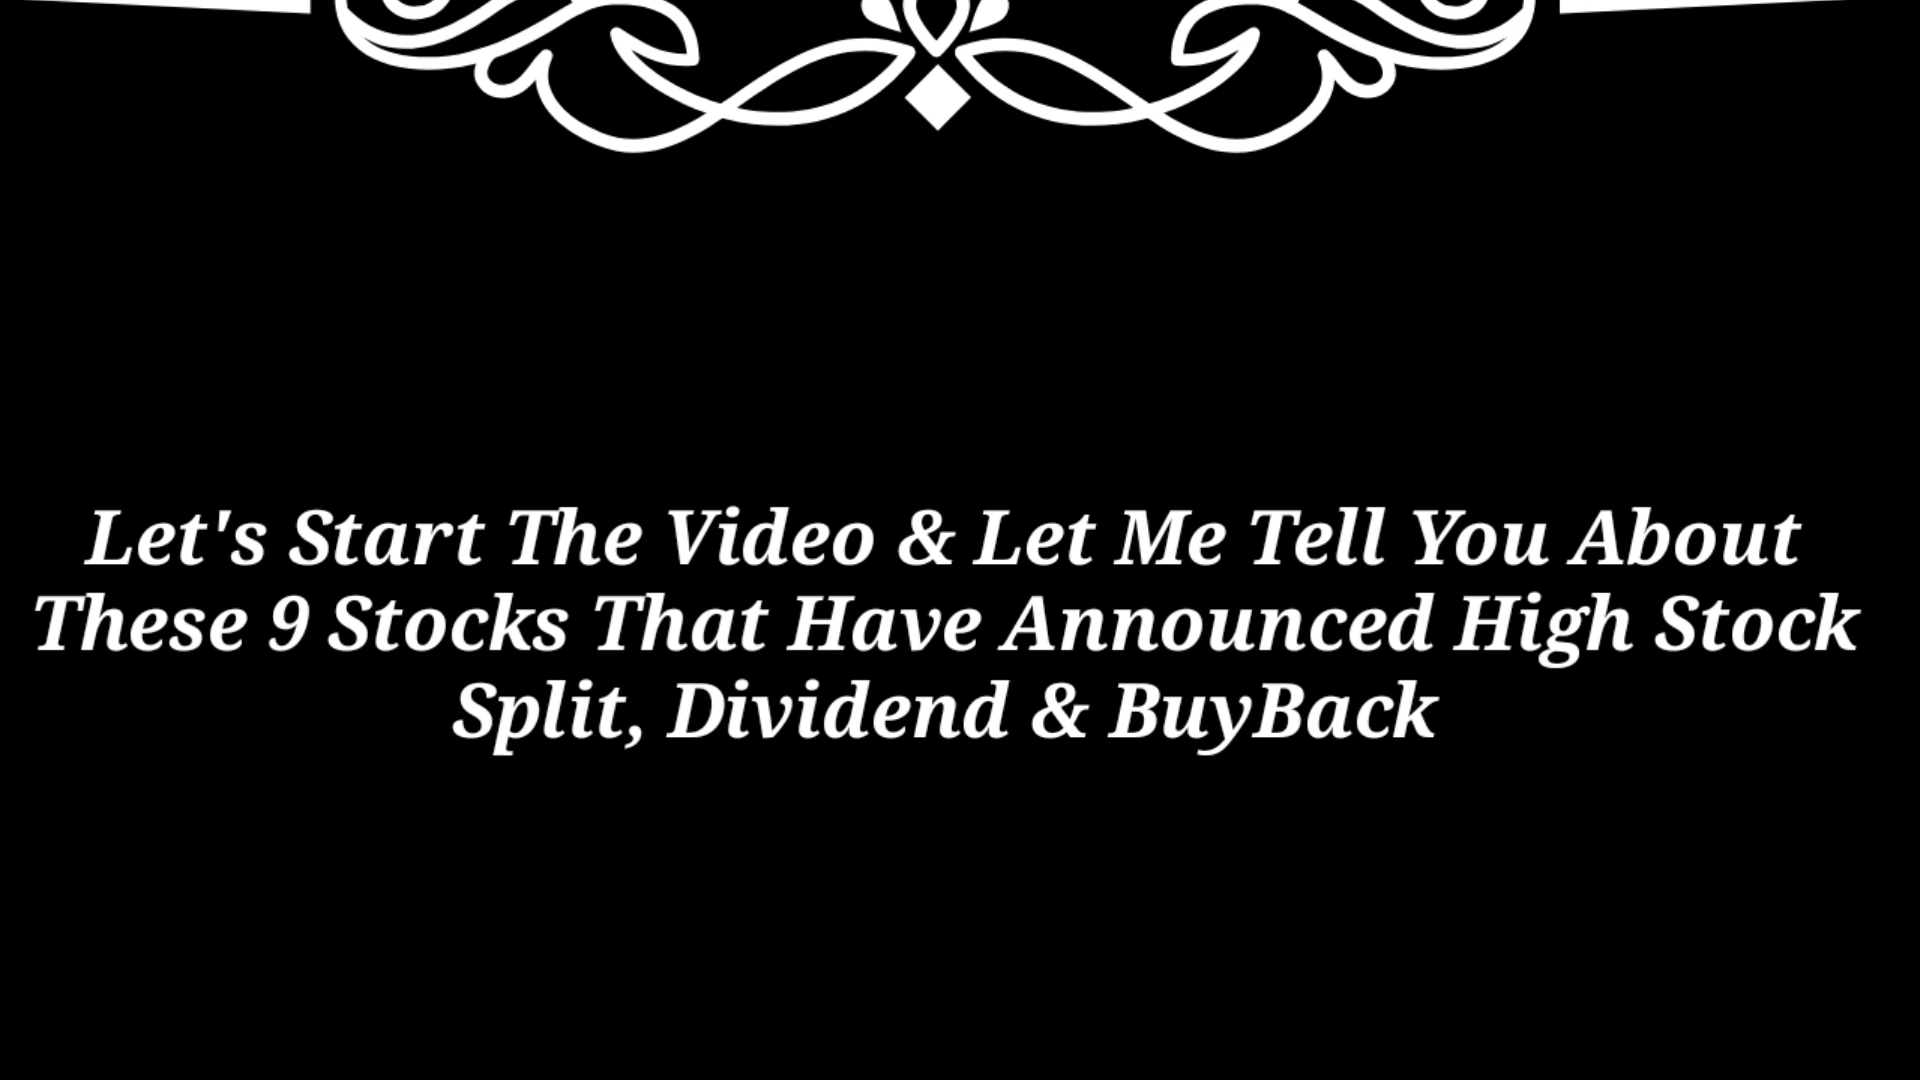 Let's Start The Video & Let Me Tell You About
These 9 Stocks That Have Announced High Stock
Split, Dividend & BuyBack